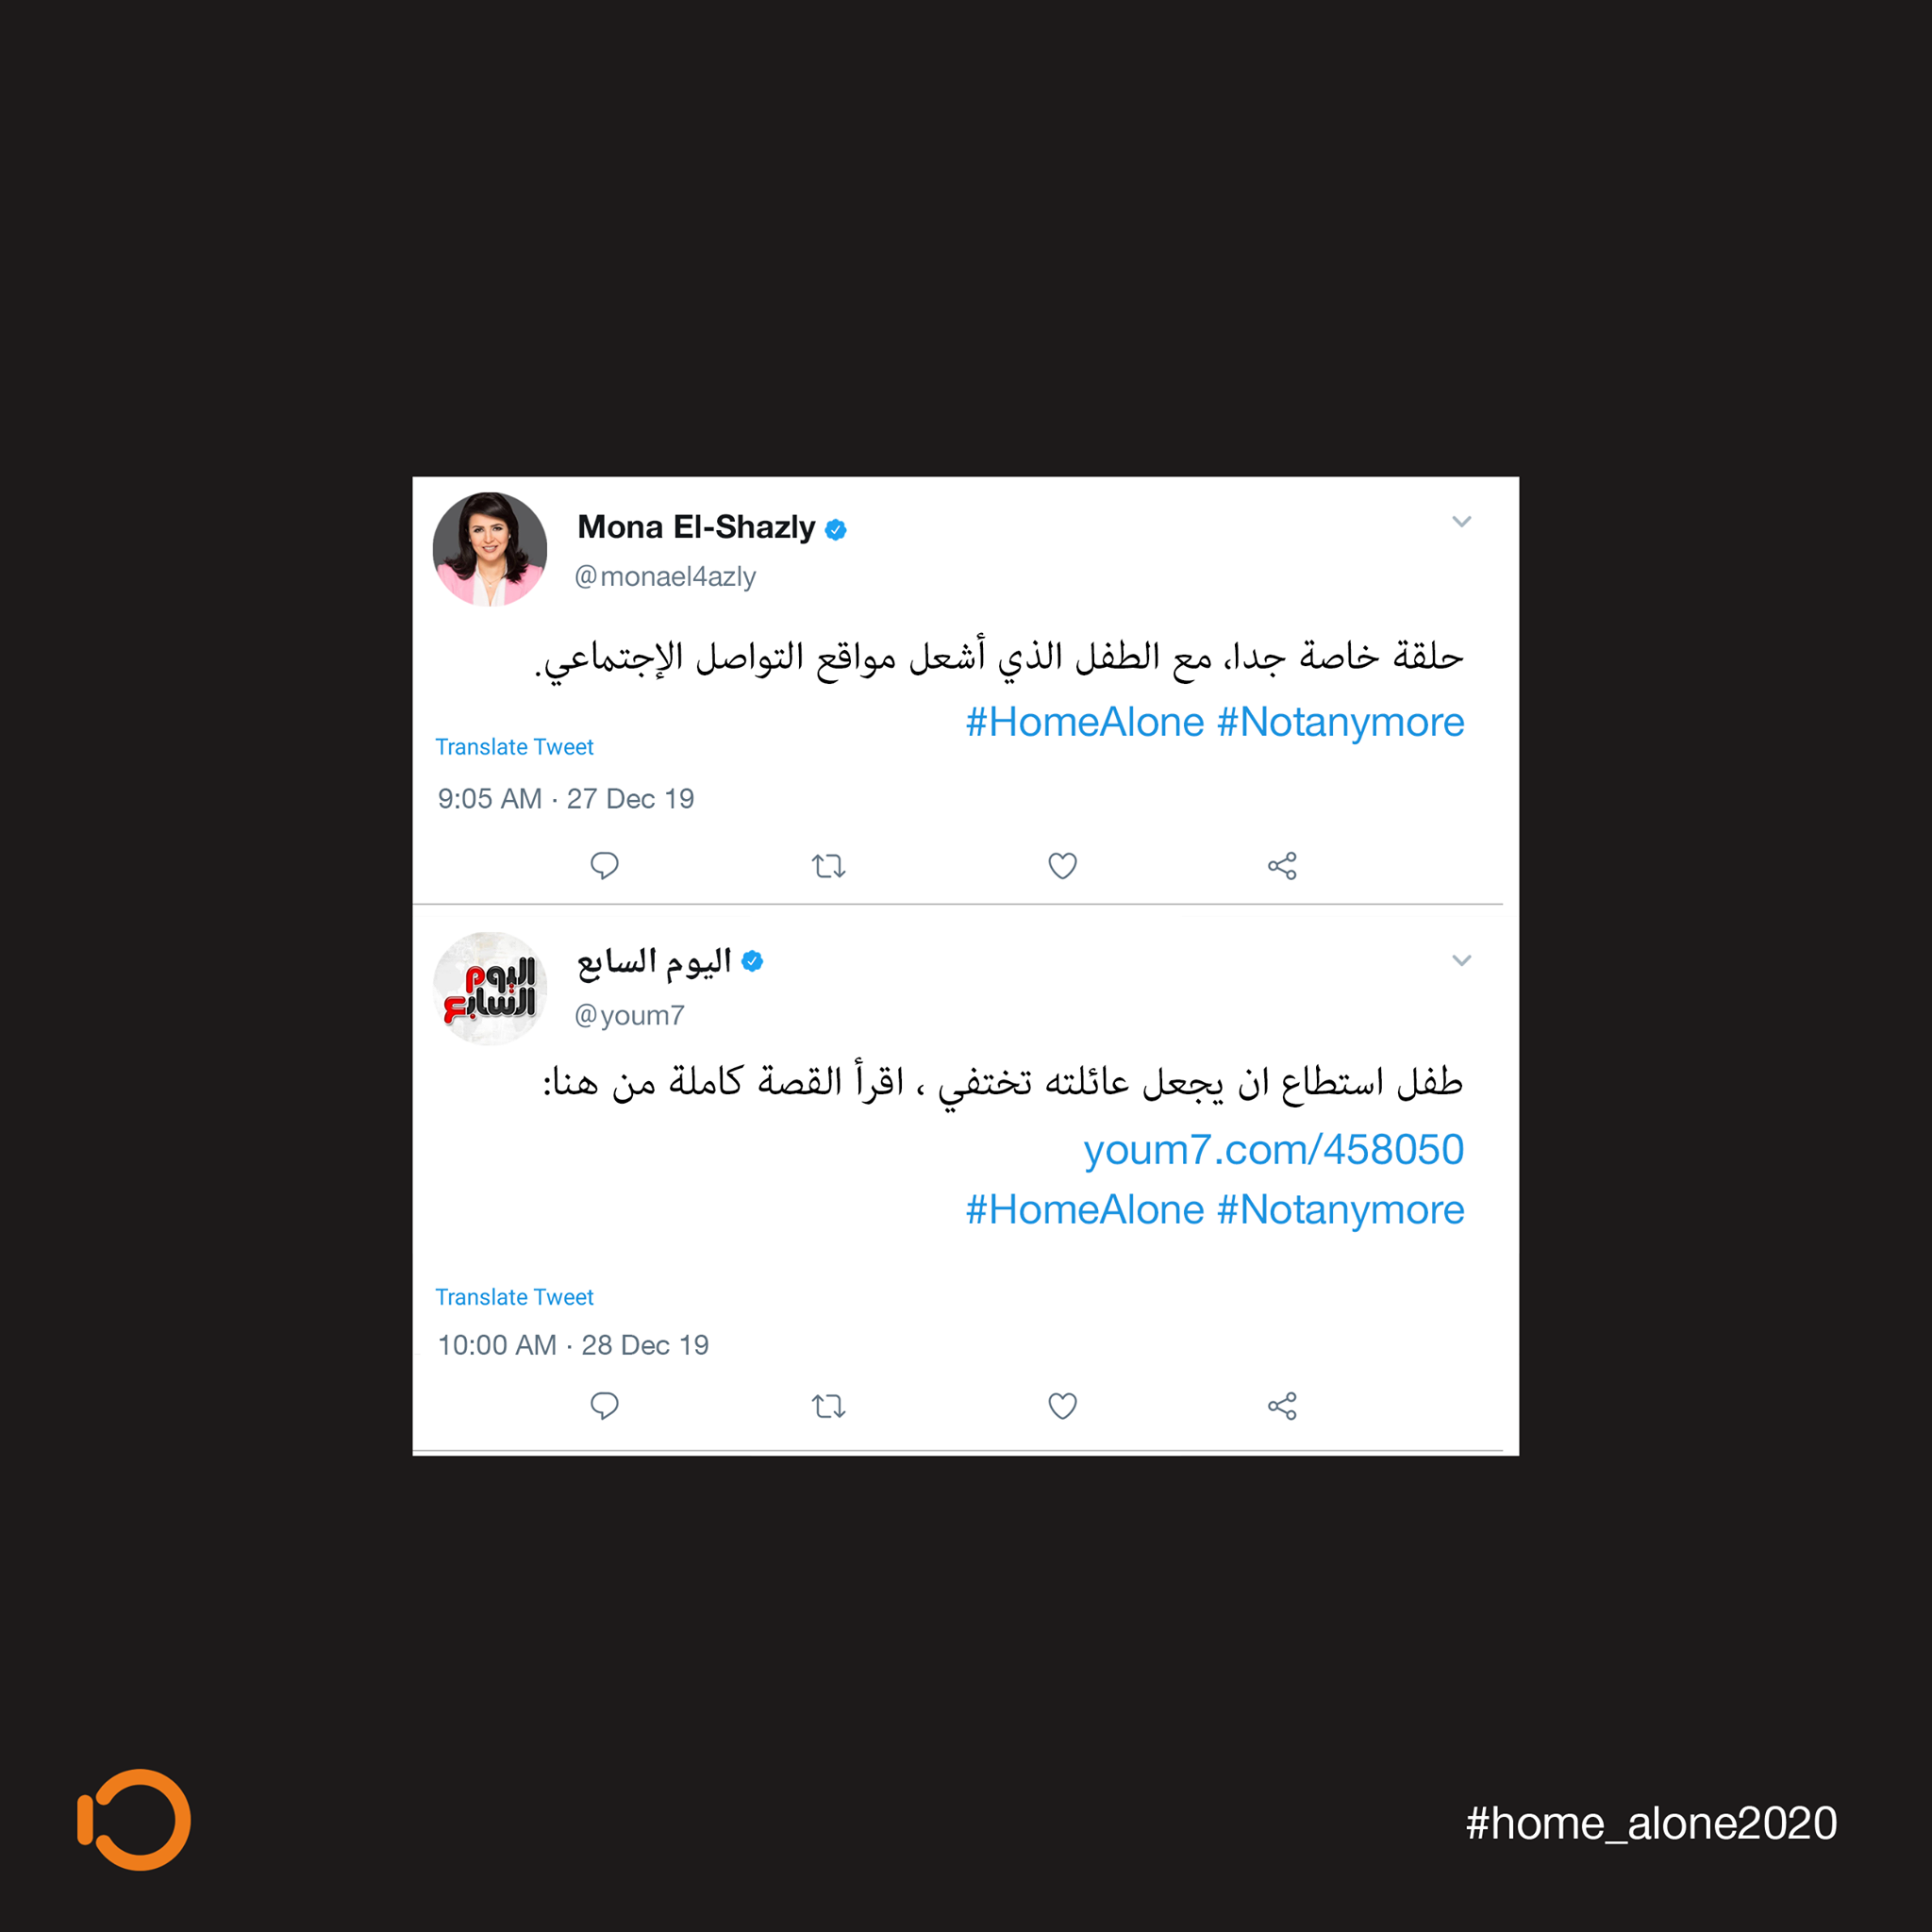 Mona El-Shazly
@monael4azly
حلقة خاصة جدا، مع الطفل الذي أشعل مواقع التواصل الإجتماعي.
#HomeAlone #Notanymore
Translate Tweet
9:05 AM · 27 Dec 19
اليوم السابع
اليوم السابع
@youm7
طفل استطاع ان يجعل عائلته تختفي ، اقرأ القصة كاملة من هنا:
youm7.com/458050
#HomeAlone #Notanymore
Translate Tweet
10:00 AM · 28 Dec 19
#home_alone2020